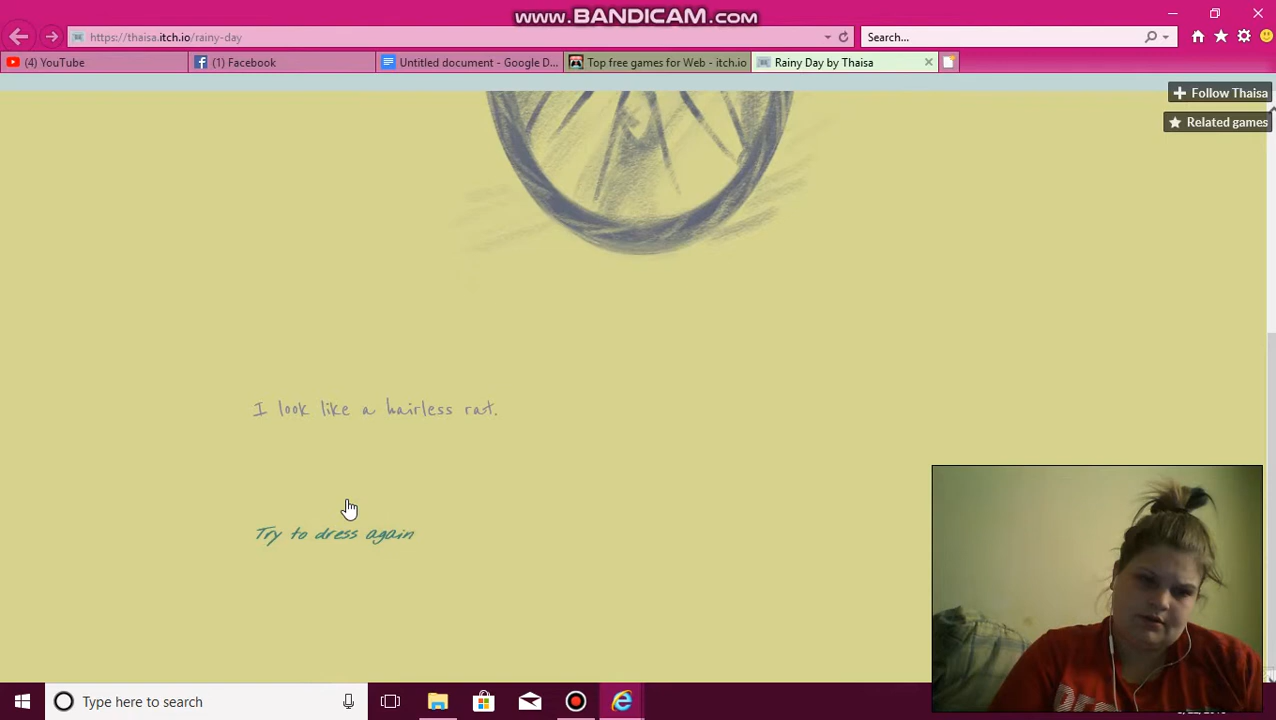 www.BANDICAM.com
https://thaisa.itch.io/rainy-day
Search...
(4) YouTube
(1) Facebook
Untitled document - Google D...
Top free games for Web - itch.io
Rainy Day by Thaisa
Follow Thaisa
Related games
I look like a hairless rat.
Try to dress again
Type here to search